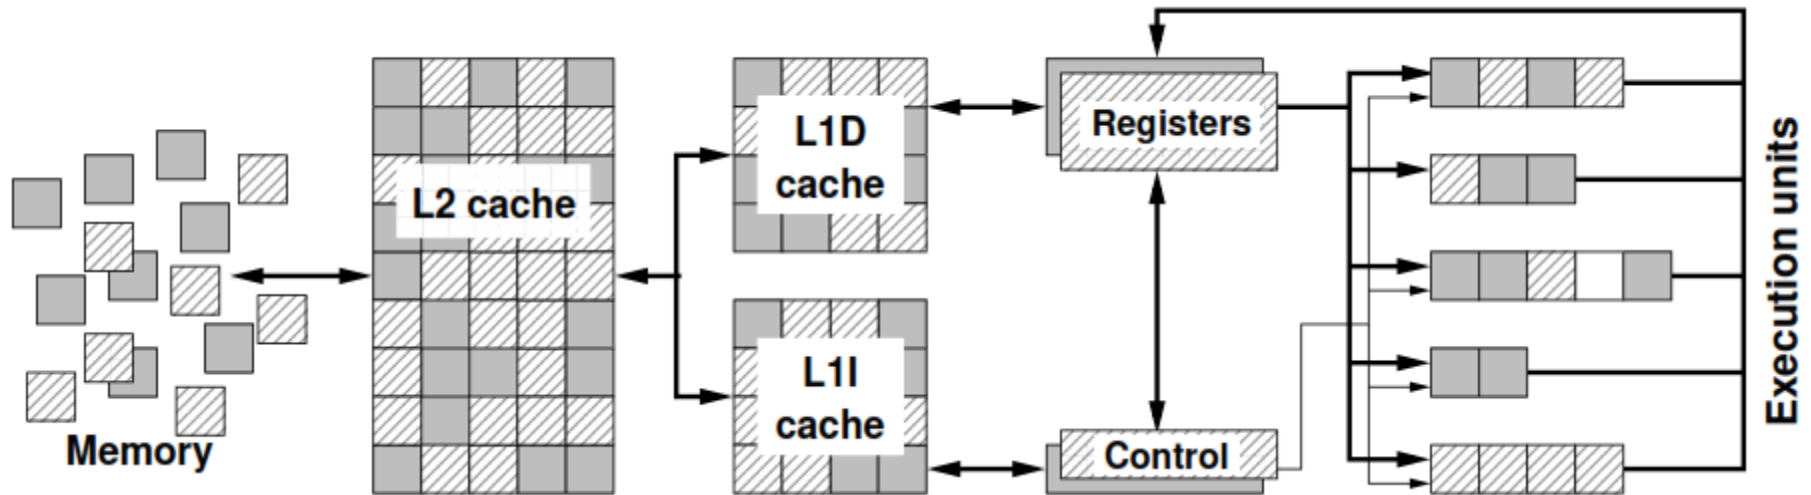 Memory
L2 cache
L1D
cache
L1I
cache
Registers
Control
Execution units